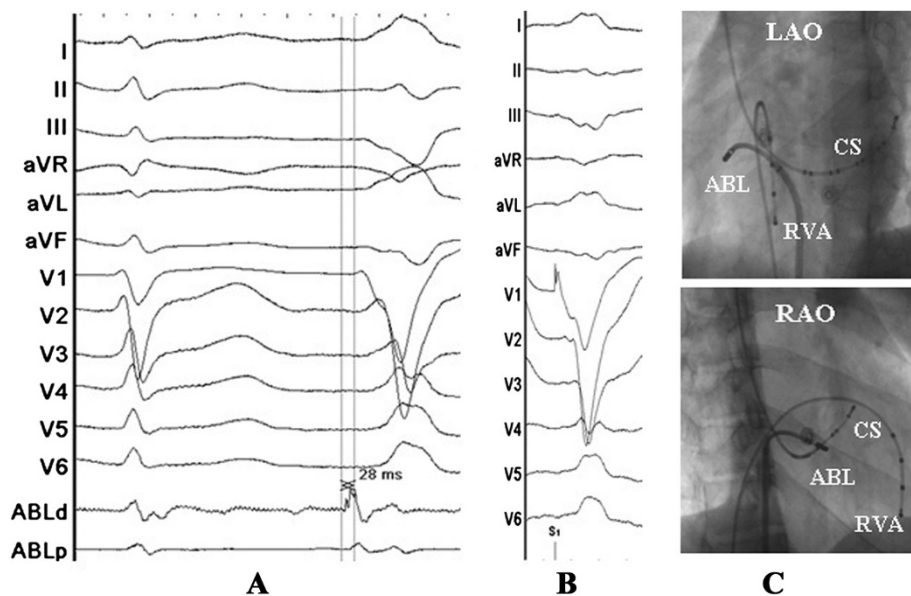 I
II
III
aVR
aVL
aVF
V1
V2
V3
V4
V5
V6
28 ms
ABLd
ABLp
A
I
II
III
aVR
aVL
aVF
V1
V2
V3
V4
V5
V6
S1
B
LAO
CS
ABL
RVA
RAO
CS
ABL
RVA
C